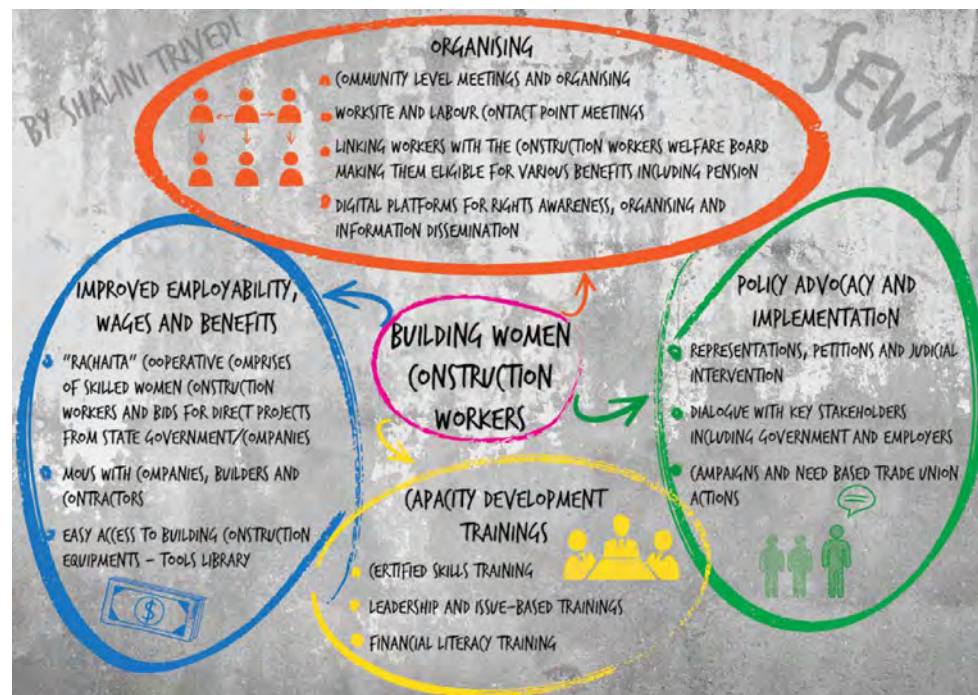 BY SHALINI TRIVEDI
SEWA
ORGANISING
COMMUNITY LEVEL MEETINGS AND ORGANISING
WORKSITE AND LABOUR CONTACT POINT MEETINGS
LINKING WORKERS WITH THE CONSTRUCTION WORKERS WELFARE BOARD
MAKING THEM ELIGIBLE FOR VARIOUS BENEFITS INCLUDING PENSION
DIGITAL PLATFORMS FOR RIGHTS AWARENESS, ORGANISING AND
INFORMATION DISSEMINATION
IMPROVED EMPLOYABILITY,
WAGES AND BENEFITS
"RACHAITA" COOPERATIVE COMPRISES
OF SKILLED WOMEN CONSTRUCTION
WORKERS AND BIDS FOR DIRECT PROJECTS
FROM STATE GOVERNMENT/COMPANIES
MOUS WITH COMPANIES, BUILDERS AND
CONTRACTORS
EASY ACCESS TO BUILDING CONSTRUCTION
EQUIPMENTS – TOOLS LIBRARY
$
BUILDING WOMEN
CONSTRUCTION
WORKERS
POLICY ADVOCACY AND
IMPLEMENTATION
REPRESENTATIONS, PETITIONS AND JUDICIAL
INTERVENTION
DIALOGUE WITH KEY STAKEHOLDERS
INCLUDING GOVERNMENT AND EMPLOYERS
CAMPAIGNS AND NEED BASED TRADE UNION
ACTIONS
CAPACITY DEVELOPMENT
TRAININGS
CERTIFIED SKILLS TRAINING
LEADERSHIP AND ISSUE-BASED TRAININGS
FINANCIAL LITERACY TRAINING